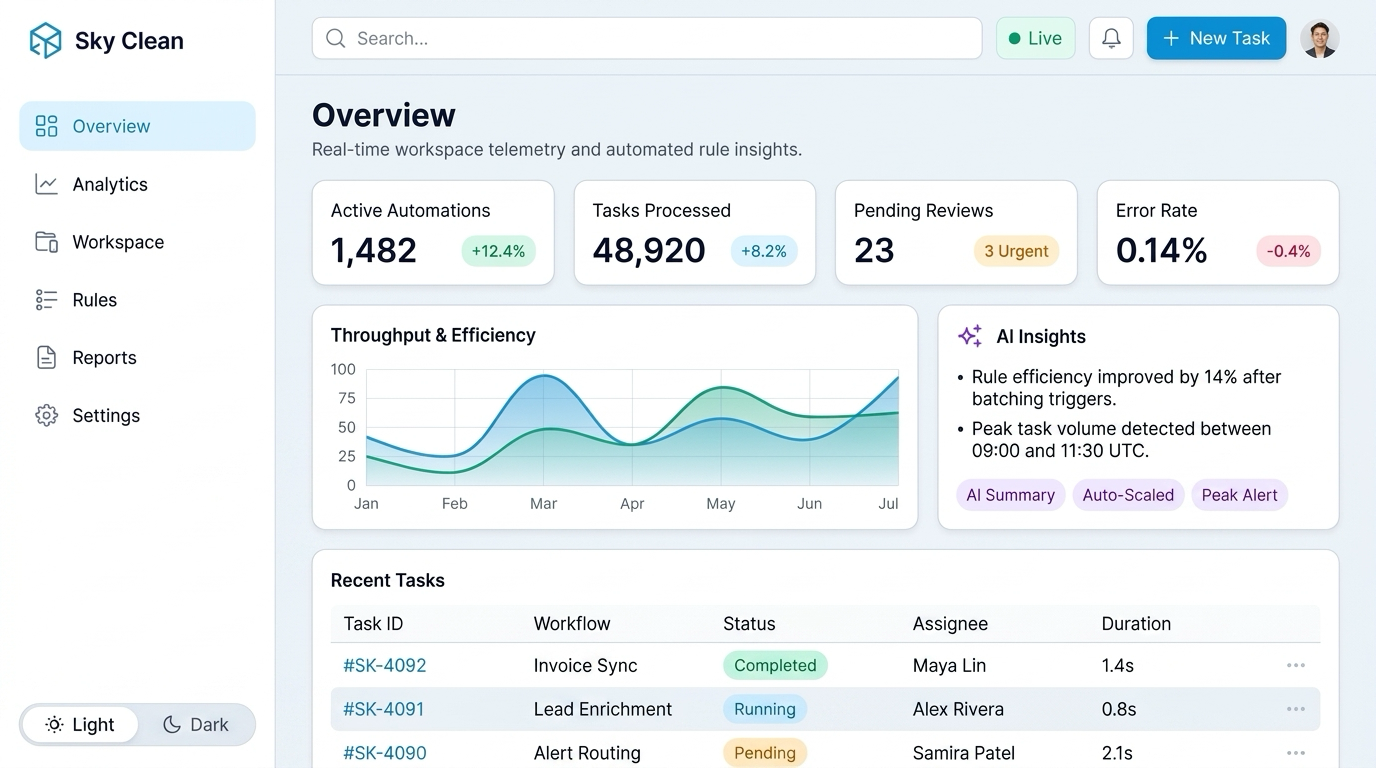 Sky Clean
Search...
Live
New Task
Overview
Analytics
Workspace
Rules
Reports
Settings
Light
Dark
Overview
Real-time workspace telemetry and automated rule insights.
Active Automations
1,482
+12.4%
Tasks Processed
48,920
+8.2%
Pending Reviews
23
3 Urgent
Error Rate
0.14%
-0.4%
Throughput & Efficiency
100
75
50
25
0
Jan Feb Mar Apr May Jun Jul
AI Insights
• Rule efficiency improved by 14% after
batching triggers.
• Peak task volume detected between
09:00 and 11:30 UTC.
AI Summary
Auto-Scaled
Peak Alert
Recent Tasks
Task ID Workflow Status Assignee Duration
#SK-4092 Invoice Sync Completed Maya Lin 1.4s
#SK-4091 Lead Enrichment Running Alex Rivera 0.8s
#SK-4090 Alert Routing Pending Samira Patel 2.1s